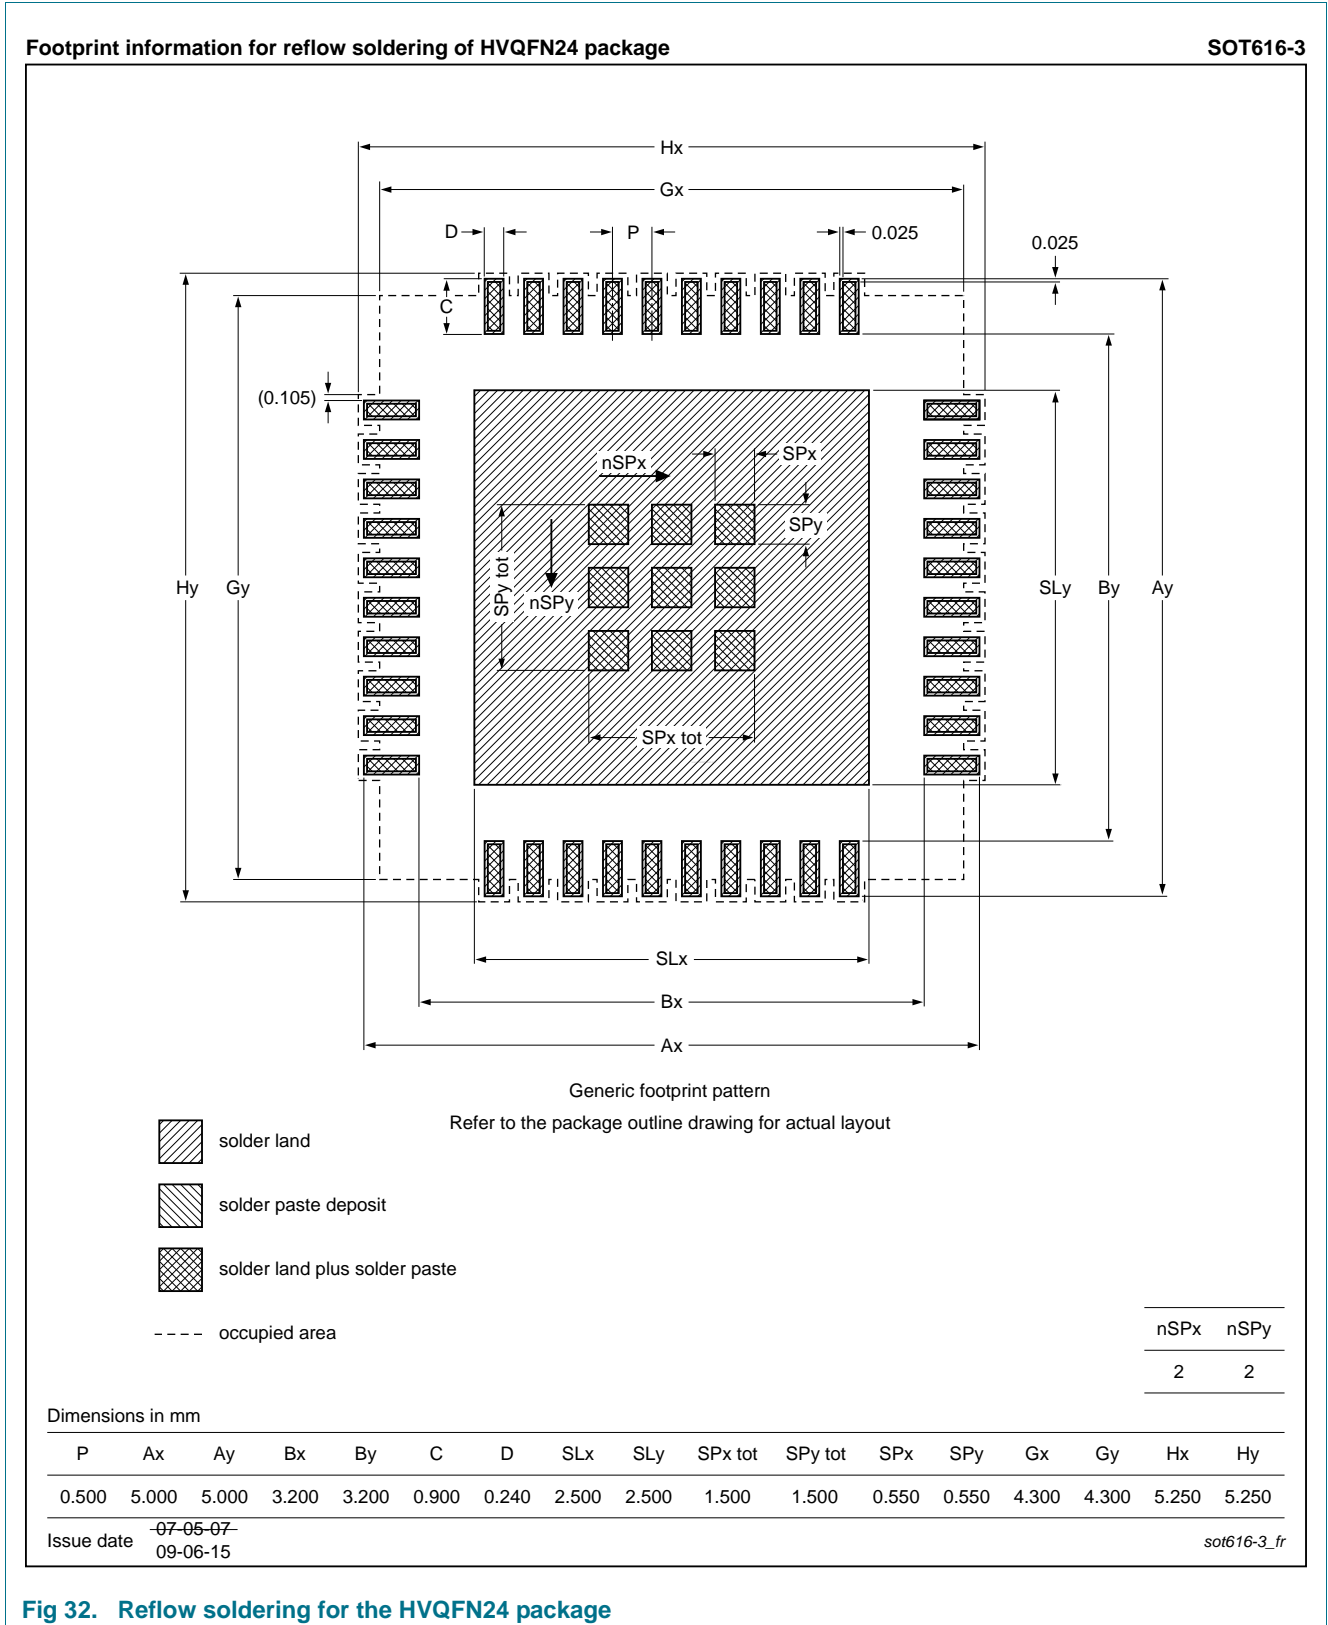 Footprint information for reflow soldering of HVQFN24 package SOT616-3
Hx
Gx
D P 0.025
0.025
C
(0.105)
SPx
nSPx
SPy
SPy tot
nSPy
Hy Gy SLy By Ay
SPx tot
SLx
Bx
Ax
Generic footprint pattern
Refer to the package outline drawing for actual layout
solder land
solder paste deposit
solder land plus solder paste
occupied area
nSPx nSPy
2 2
Dimensions in mm
P Ax Ay Bx By C D SLx SLy SPx tot SPy tot SPx SPy Gx Gy Hx Hy
0.500 5.000 5.000 3.200 3.200 0.900 0.240 2.500 2.500 1.500 1.500 0.550 0.550 4.300 4.300 5.250 5.250
Issue date 07-05-07
09-06-15
sot616-3_fr
Fig 32. Reflow soldering for the HVQFN24 package